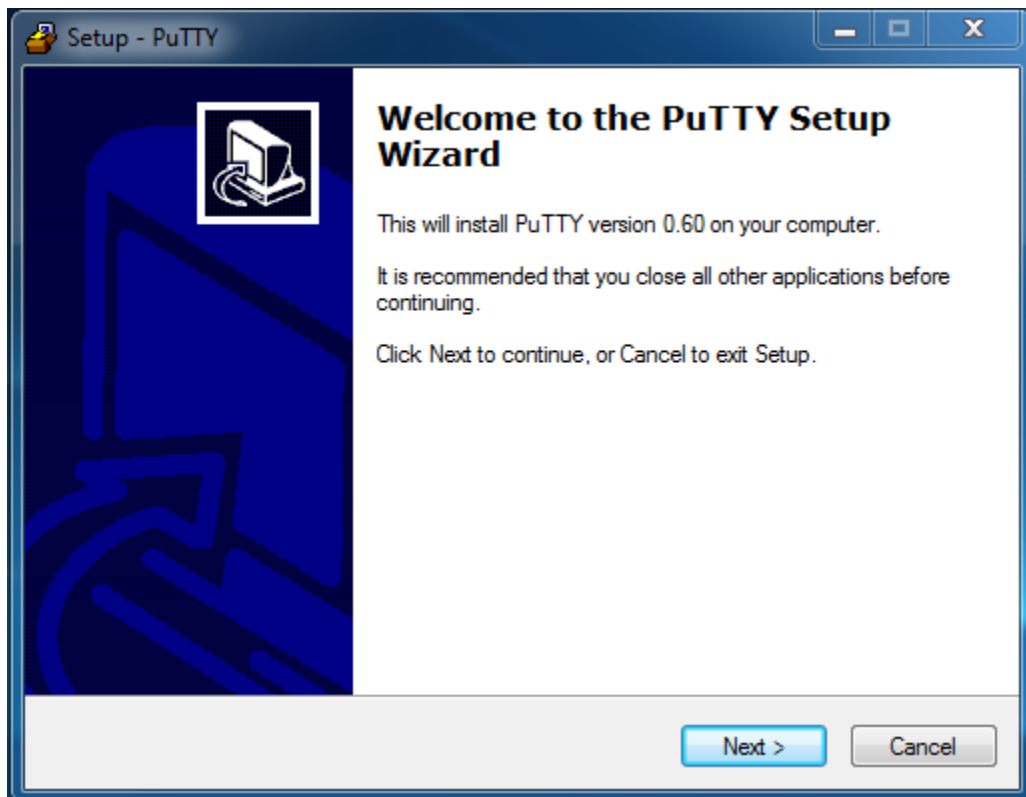 Setup - PuTTY
Welcome to the PuTTY Setup
Wizard
This will install PuTTY version 0.60 on your computer.
It is recommended that you close all other applications before
continuing.
Click Next to continue, or Cancel to exit Setup.
Next >
Cancel